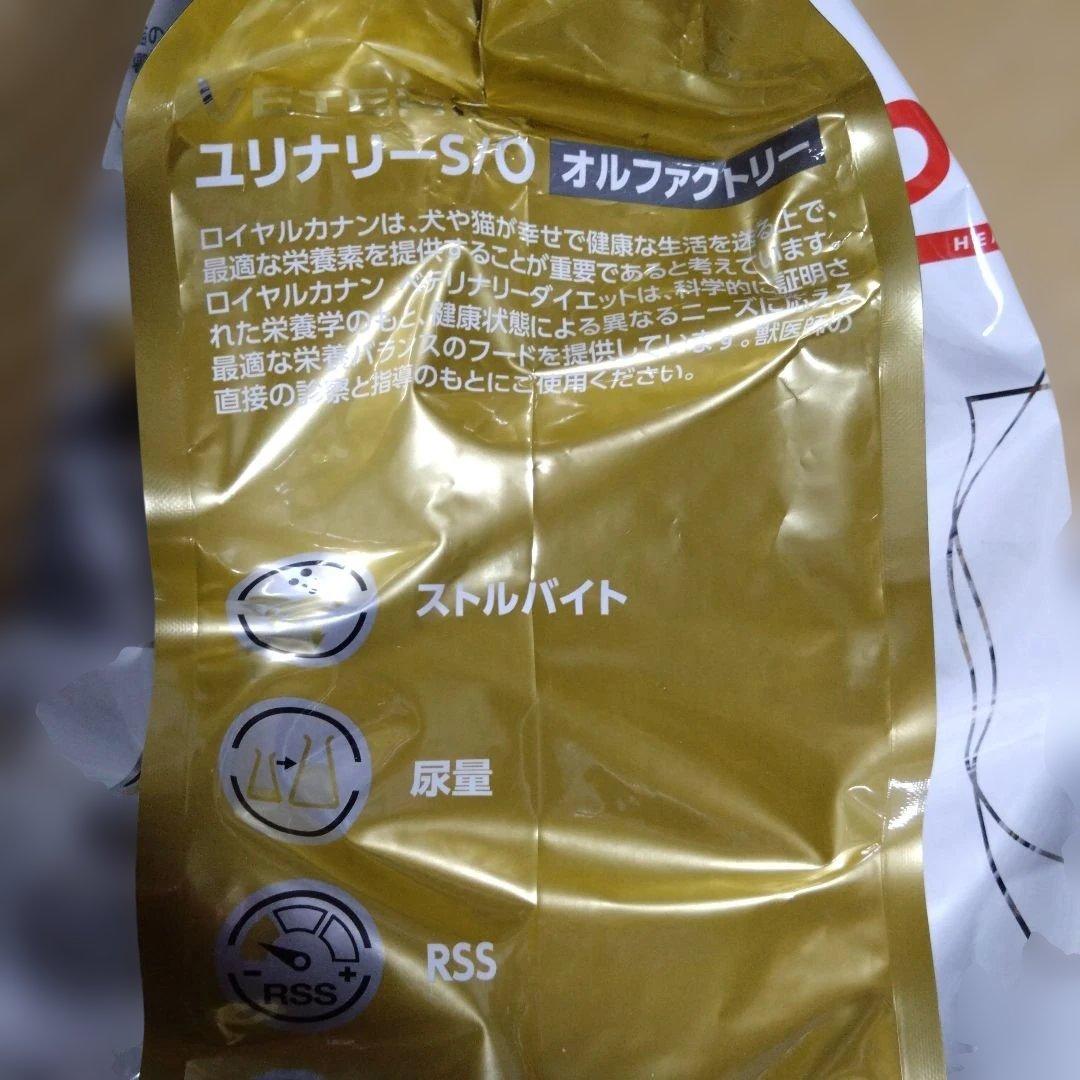 ユリナリーS/O オルファクトリー
ロイヤルカナンは、犬や猫が幸せで健康な生活を送る上で、
最適な栄養素を提供することが重要であると考えています。
ロイヤルカナン ベテリナリーダイエットは、科学的に証明さ
れた栄養学のもと、健康状態による異なるニーズに応える
最適な栄養バランスのフードを提供しています。獣医師の
直接の診察と指導のもとにご使用ください。
ストルバイト
尿量
RSS
- +
RSS